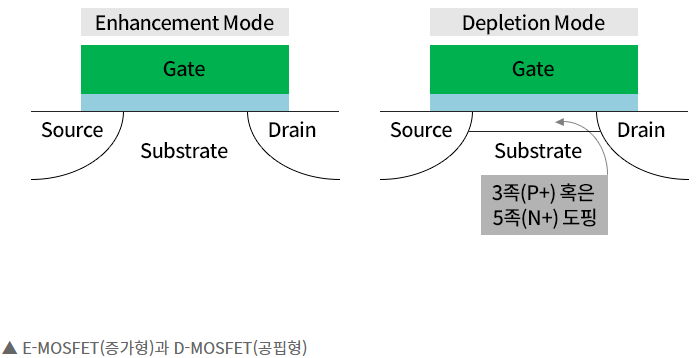 Enhancement Mode
Gate
Source
Substrate
Drain
Depletion Mode
Gate
Source
Substrate
Drain
3족(P+) 혹은
5족(N+) 도핑
▲ E-MOSFET(증가형)과 D-MOSFET(공핍형)